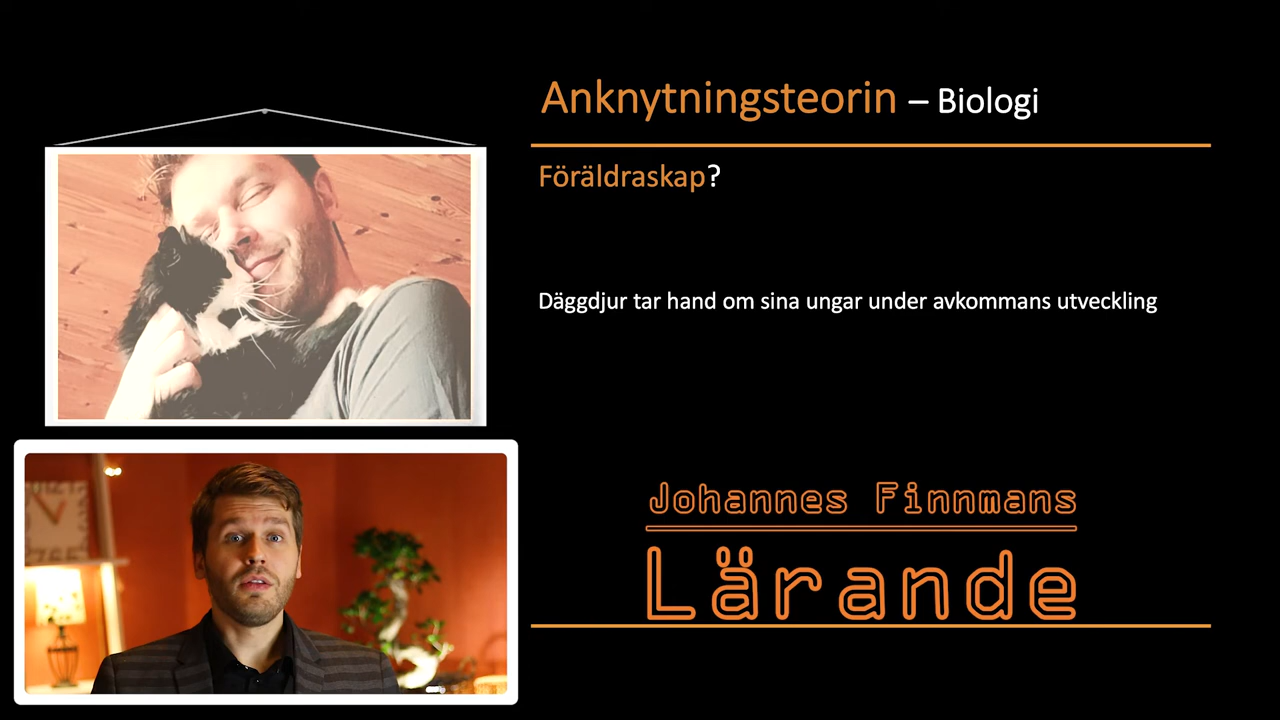 Anknytningsteorin – Biologi
Föräldraskap?
Däggdjur tar hand om sina ungar under avkommans utveckling
Johannes Finnmans
Lärande